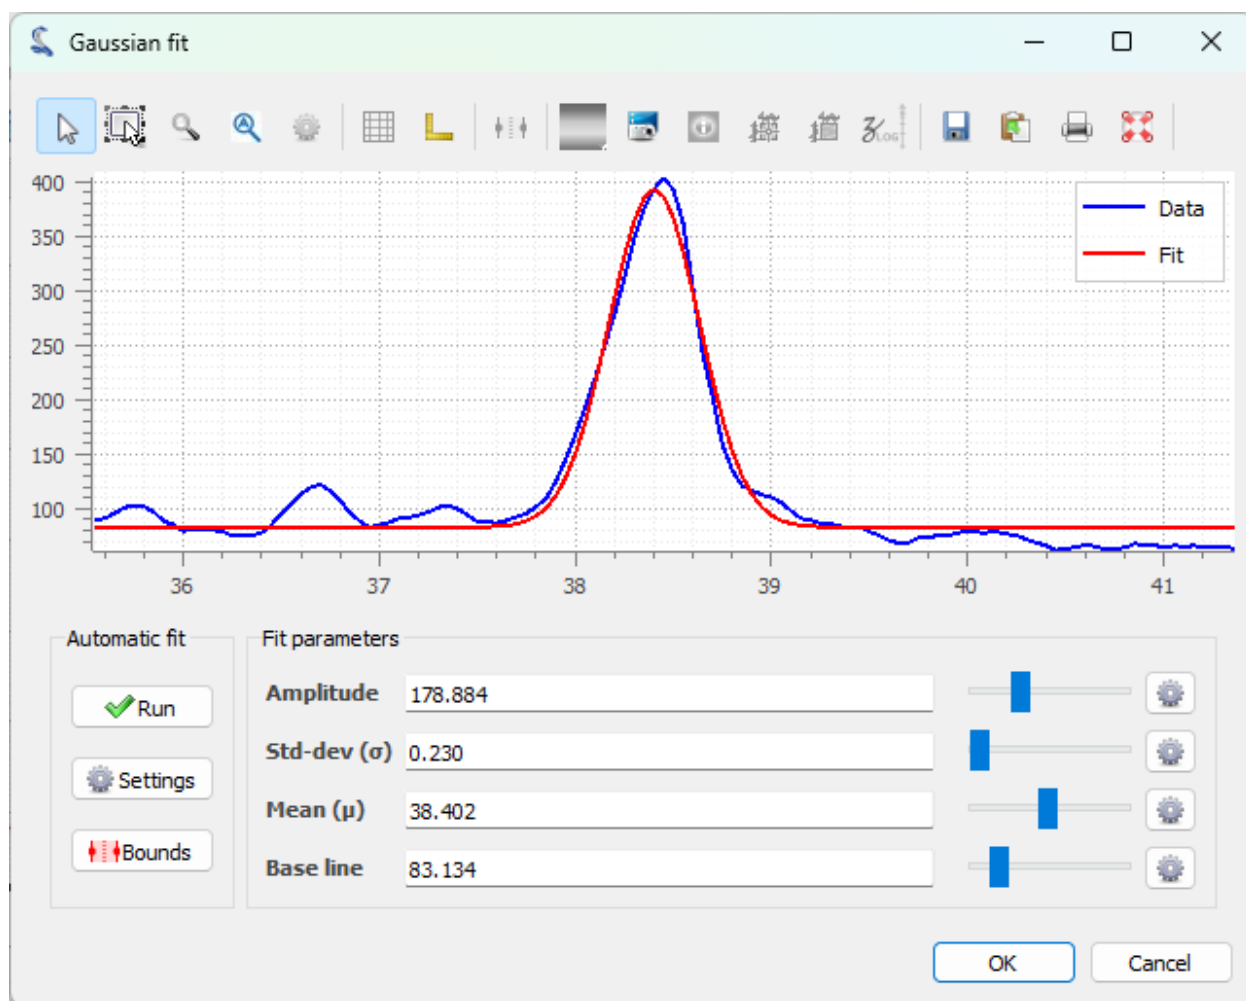 Gaussian fit
Log
400
350
300
250
200
150
100
Data
Fit
36 37 38 39 40 41
Automatic fit
Run
Settings
Bounds
Fit parameters
Amplitude 178.884
Std-dev (σ) 0.230
Mean (μ) 38.402
Base line 83.134
OK Cancel